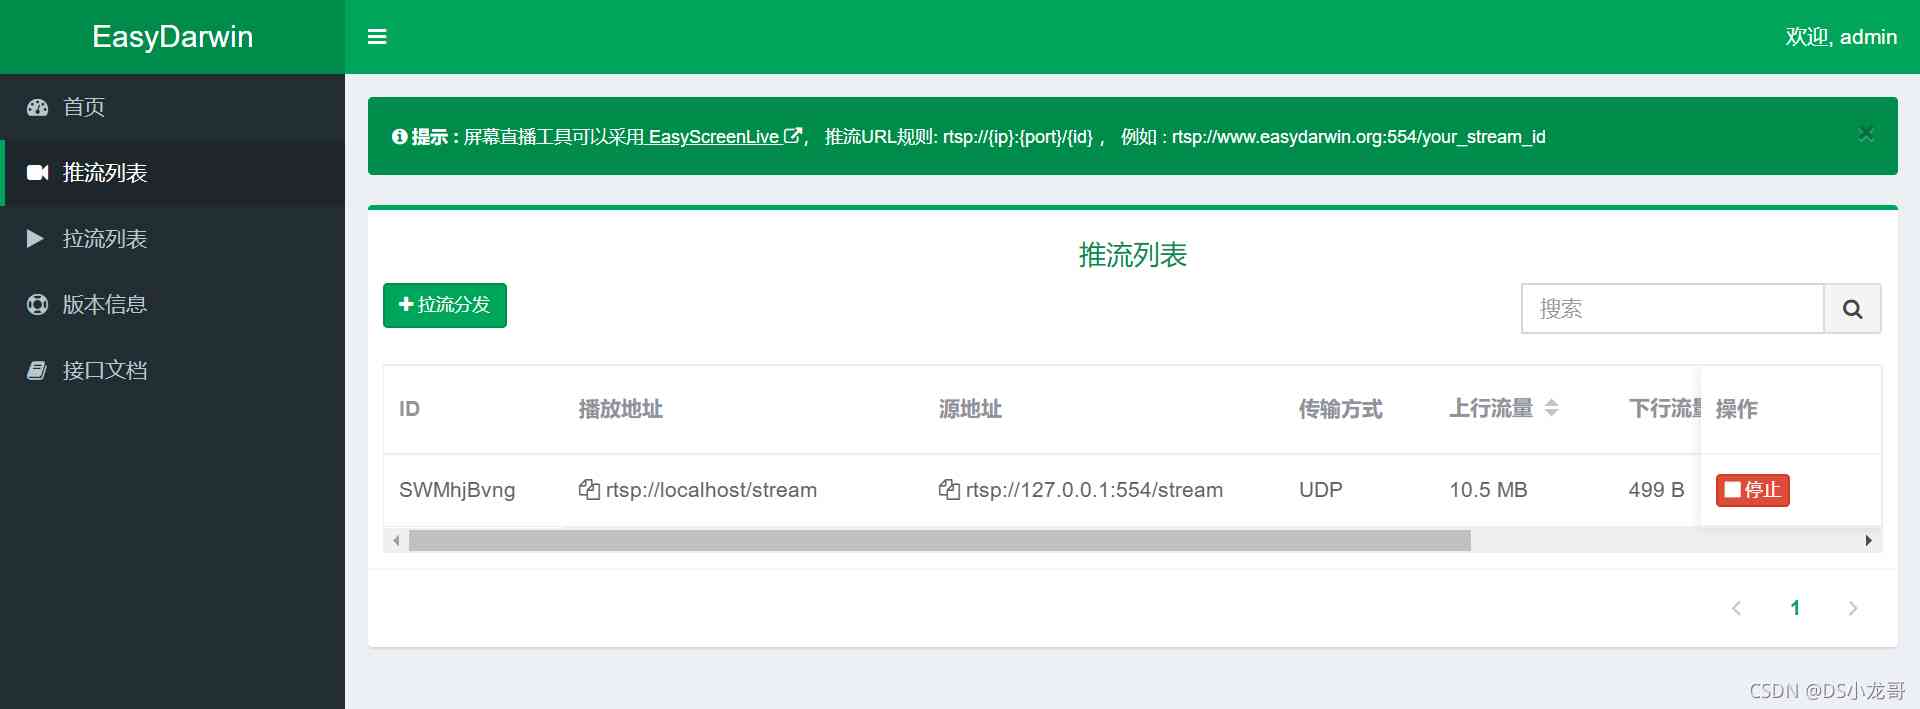 EasyDarwin
欢迎, admin
首页
推流列表
拉流列表
版本信息
接口文档
提示 : 屏幕直播工具可以采用 EasyScreenLive ， 推流URL规则: rtsp://{ip}:{port}/{id} ， 例如 : rtsp://www.easydarwin.org:554/your_stream_id
推流列表
拉流分发
搜索
ID 播放地址 源地址 传输方式 上行流量 下行流量 操作
SWMhjBvng rtsp://localhost/stream rtsp://127.0.0.1:554/stream UDP 10.5 MB 499 B 停止
1
CSDN @DS小龙哥